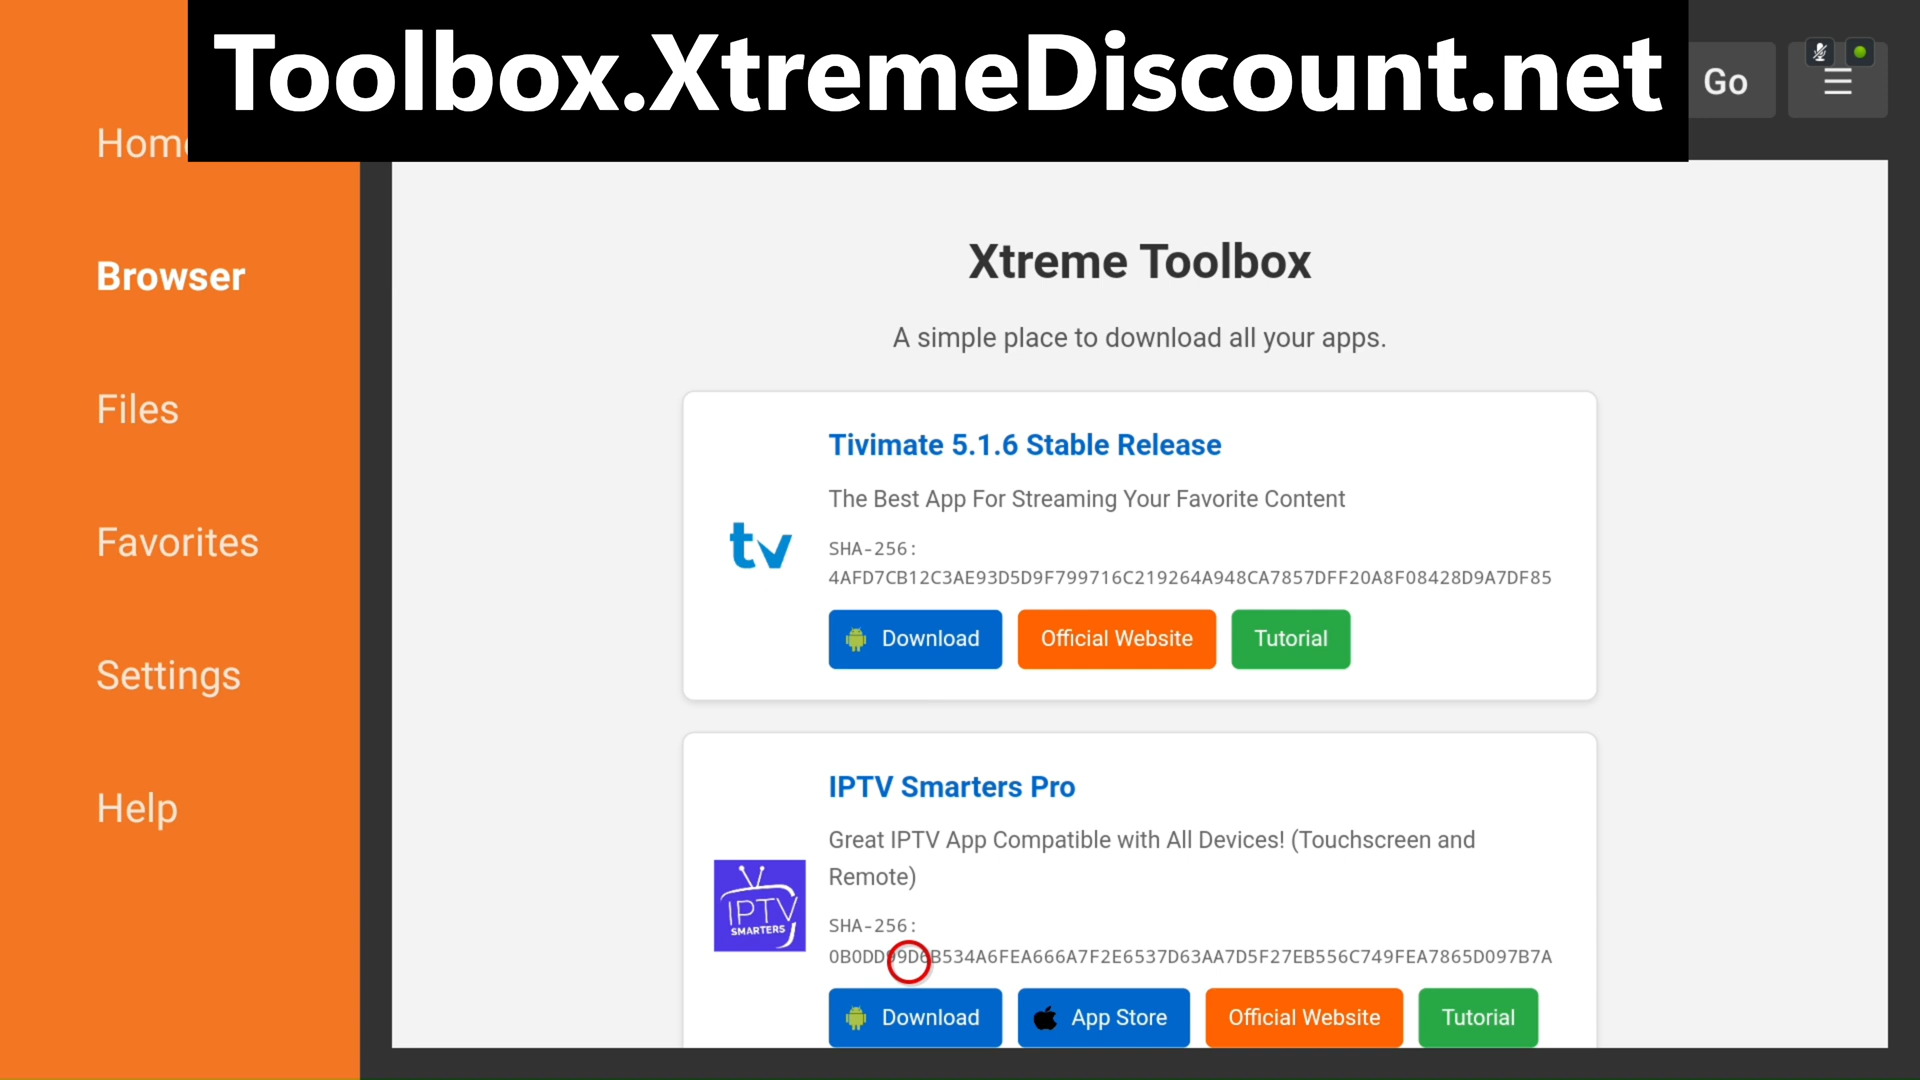 Toolbox.XtremeDiscount.net
Go
Home
Browser
Files
Favorites
Settings
Help
Xtreme Toolbox
A simple place to download all your apps.
Tivimate 5.1.6 Stable Release
The Best App For Streaming Your Favorite Content
tv
SHA-256:
4AFD7CB12C3AE93D5D9F799716C219264A948CA7857DFF20A8F08428D9A7DF85
Download
Official Website
Tutorial
IPTV Smarters Pro
Great IPTV App Compatible with All Devices! (Touchscreen and
Remote)
IPTV
SMARTERS
SHA-256:
0B0DD99D6B534A6FEA666A7F2E6537D63AA7D5F27EB556C749FEA7865D097B7A
Download
App Store
Official Website
Tutorial